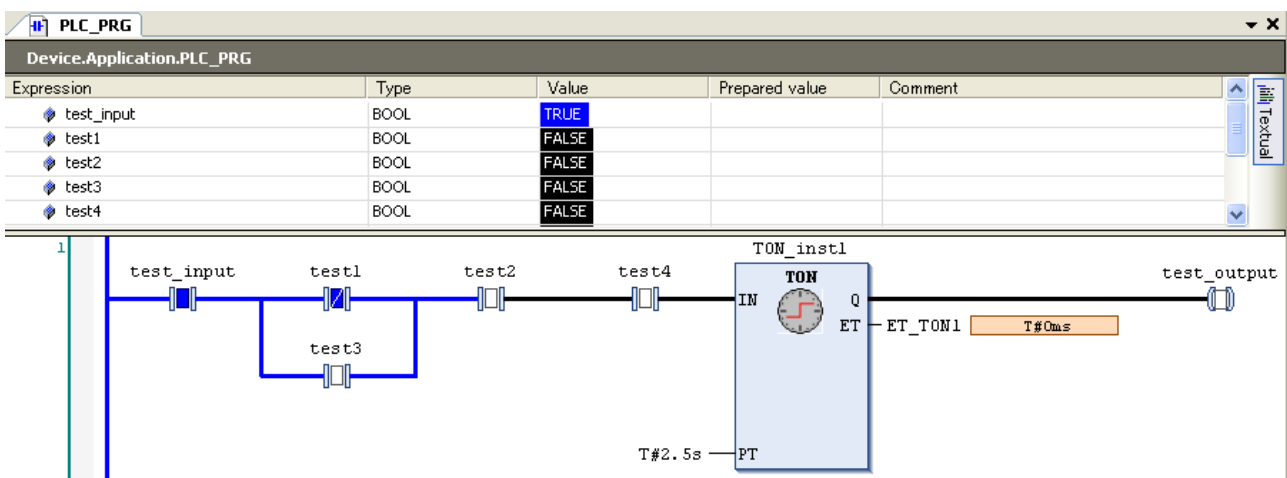 PLC_PRG
Device.Application.PLC_PRG
Expression Type Value Prepared value Comment
test_input BOOL TRUE
test1 BOOL FALSE
test2 BOOL FALSE
test3 BOOL FALSE
test4 BOOL FALSE
Textual
1
TON_inst1
test_input test1 test2 test4 TON test_output
IN Q
ET ET_TON1 T#0ms
test3
T#2.5s PT